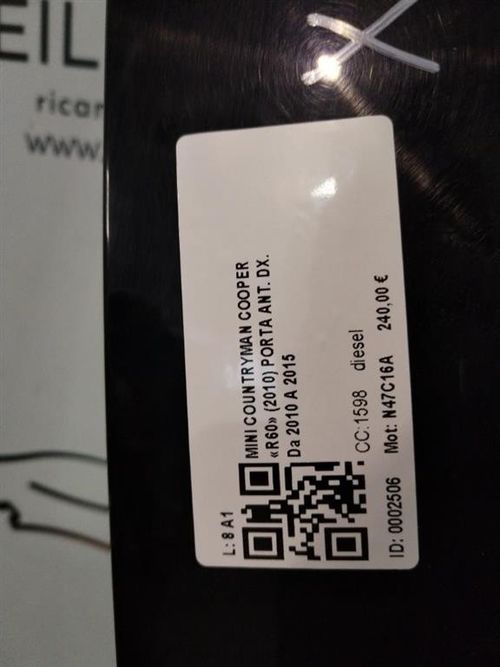 EIL
ricar
www.
L: 8 A1
MINI COUNTRYMAN COOPER
«R60» (2010) PORTA ANT. DX.
Da 2010 A 2015
CC:1598 diesel
ID: 0002506 Mot: N47C16A 240,00 €